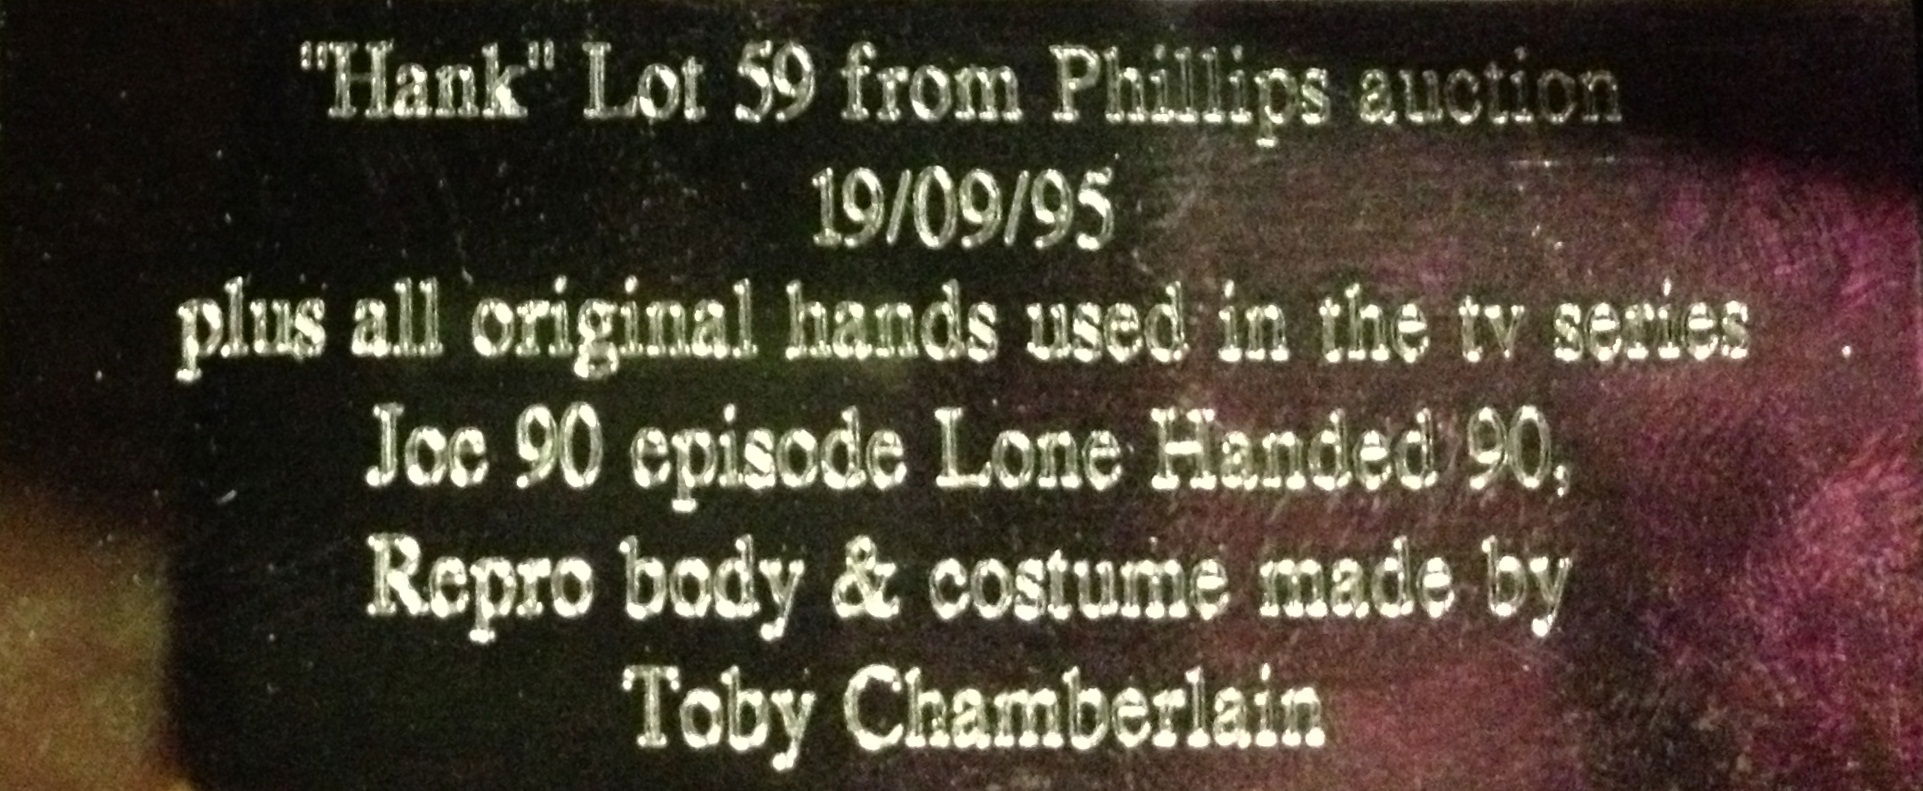 "Hank" Lot 59 from Phillips auction
19/09/95
plus all original hands used in the tv series
Joe 90 episode Lone Handed 90,
Repro body & costume made by
Toby Chamberlain